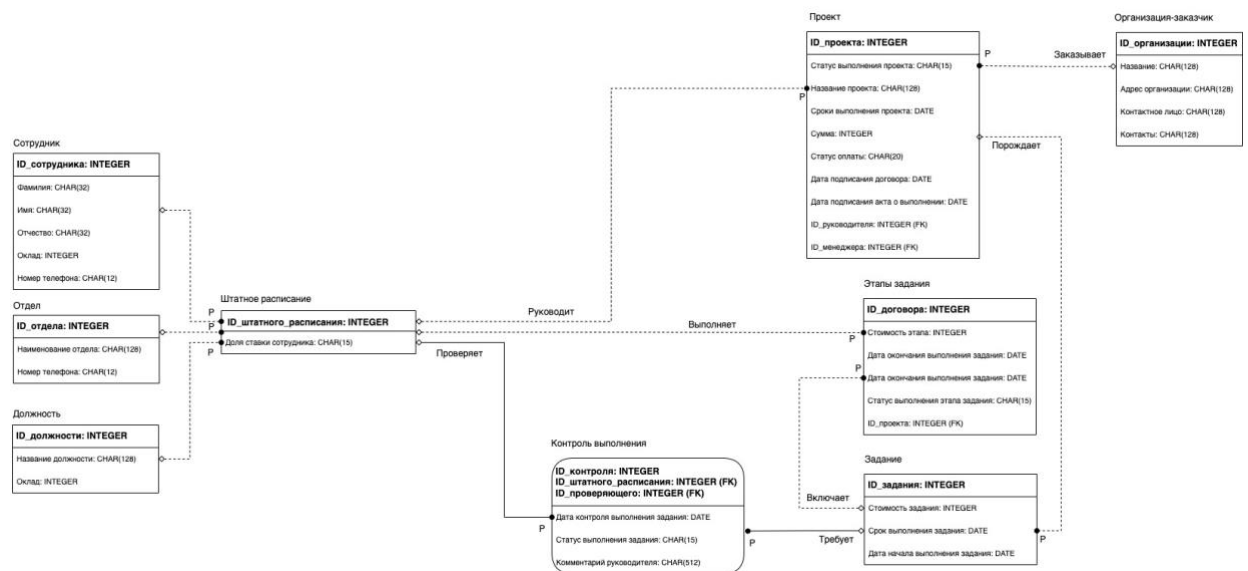 Проект
ID_проекта: INTEGER
Статус выполнения проекта: CHAR(15)
Название проекта: CHAR(128)
Сроки выполнения проекта: DATE
Сумма: INTEGER
Статус оплаты: CHAR(20)
Дата подписания договора: DATE
Дата подписания акта о выполнении: DATE
ID_руководителя: INTEGER (FK)
ID_менеджера: INTEGER (FK)
P
P
Заказывает
Порождает
Организация-заказчик
ID_организации: INTEGER
Название: CHAR(128)
Адрес организации: CHAR(128)
Контактное лицо: CHAR(128)
Контакты: CHAR(128)
Сотрудник
ID_сотрудника: INTEGER
Фамилия: CHAR(32)
Имя: CHAR(32)
Отчество: CHAR(32)
Оклад: INTEGER
Номер телефона: CHAR(12)
Отдел
ID_отдела: INTEGER
Наименование отдела: CHAR(128)
Номер телефона: CHAR(12)
Должность
ID_должности: INTEGER
Название должности: CHAR(128)
Оклад: INTEGER
P
P
P
Штатное расписание
ID_штатного_расписания: INTEGER
Доля ставки сотрудника: CHAR(15)
Руководит
Выполняет
Проверяет
Этапы задания
ID_договора: INTEGER
Стоимость этапа: INTEGER
Дата окончания выполнения задания: DATE
Дата окончания выполнения задания: DATE
Статус выполнения этапа задания: CHAR(15)
ID_проекта: INTEGER (FK)
P
P
Контроль выполнения
ID_контроля: INTEGER
ID_штатного_расписания: INTEGER (FK)
ID_проверяющего: INTEGER (FK)
Дата контроля выполнения задания: DATE
Статус выполнения задания: CHAR(15)
Комментарий руководителя: CHAR(512)
P
P
Включает
Требует
Задание
ID_задания: INTEGER
Стоимость задания: INTEGER
Срок выполнения задания: DATE
Дата начала выполнения задания: DATE
P